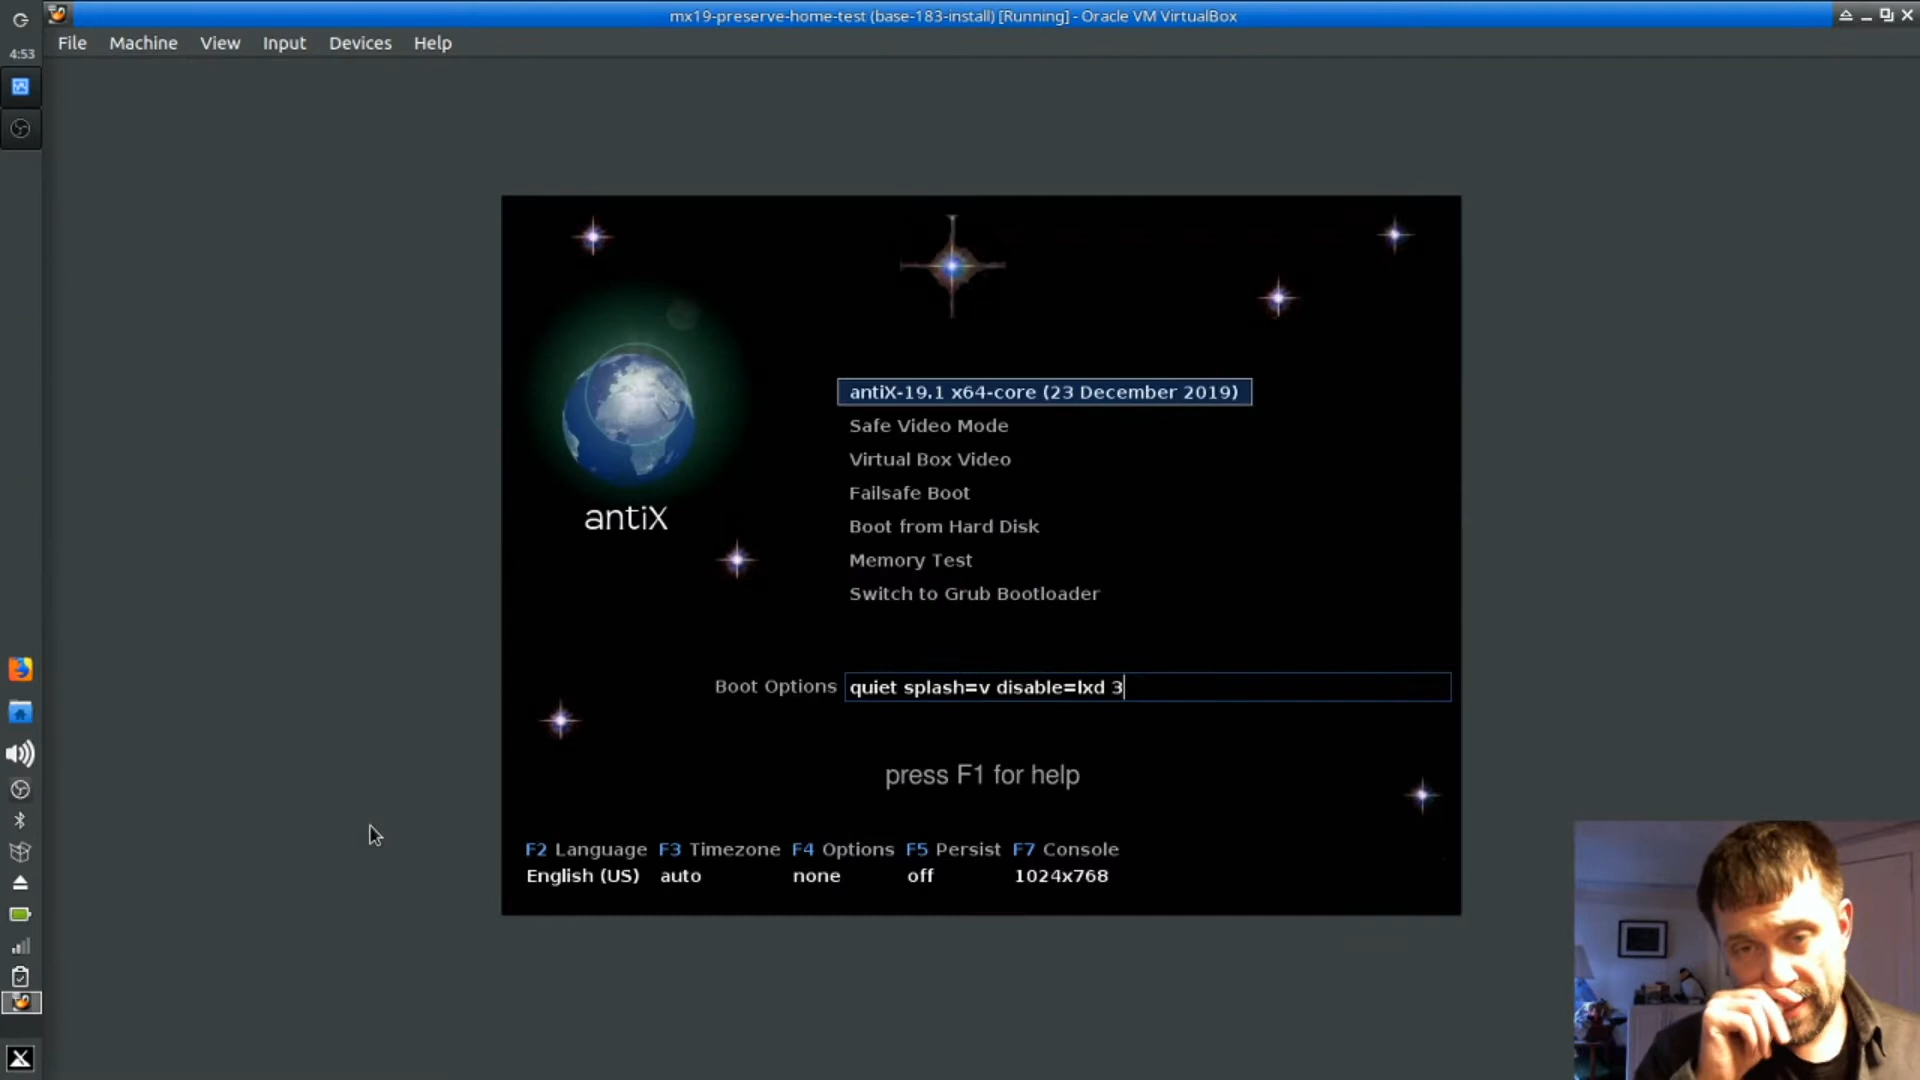 mx19-preserve-home-test (base-183-install) [Running] - Oracle VM VirtualBox
File Machine View Input Devices Help
4:53
antiX
antiX-19.1 x64-core (23 December 2019)
Safe Video Mode
Virtual Box Video
Failsafe Boot
Boot from Hard Disk
Memory Test
Switch to Grub Bootloader
Boot Options quiet splash=v disable=lxd 3
press F1 for help
F2 Language F3 Timezone F4 Options F5 Persist F7 Console
English (US) auto none off 1024x768